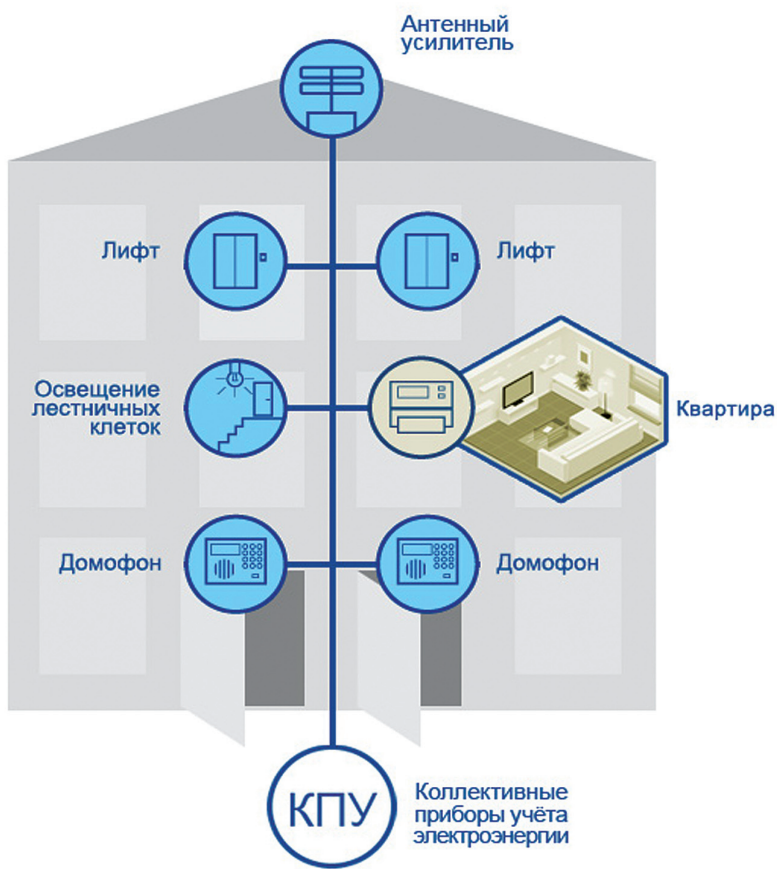 Антенный
усилитель
Лифт
Лифт
Освещение
лестничных
клеток
Квартира
Домофон
Домофон
КПУ
Коллективные
приборы учёта
электроэнергии